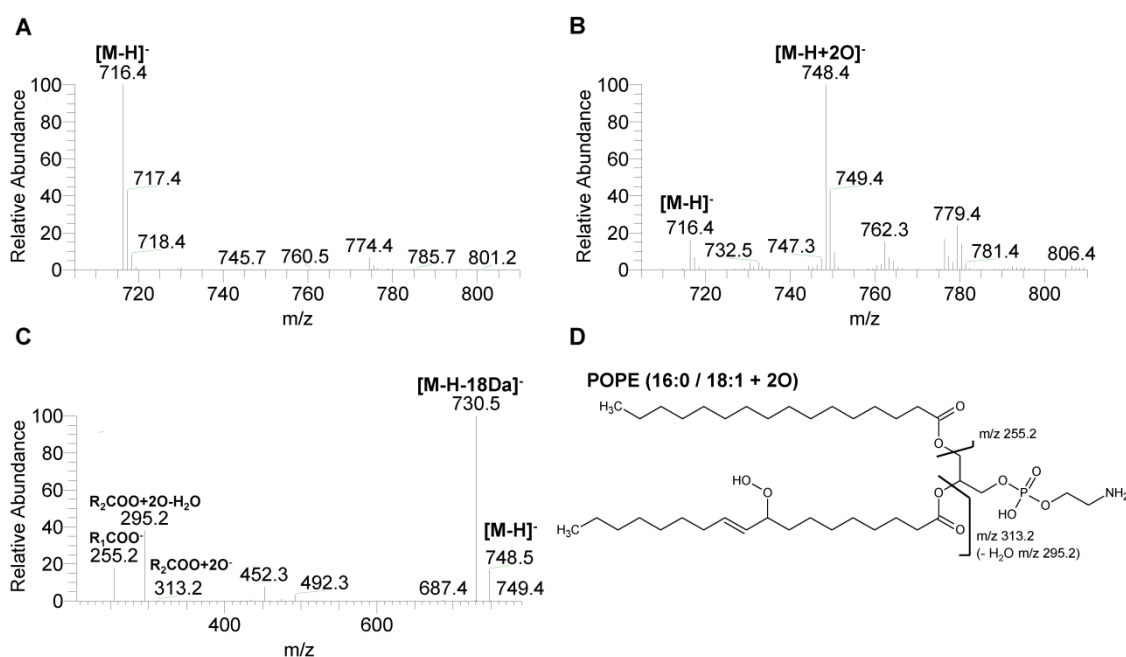 A
[M-H]-
716.4
100
80
60
40
20
0
Relative Abundance
717.4
718.4
745.7
760.5
774.4
785.7
801.2
720
740
760
780
800
m/z
B
[M-H+2O]-
748.4
100
80
60
40
20
0
Relative Abundance
[M-H]-
716.4
732.5
747.3
749.4
762.3
779.4
781.4
806.4
720
740
760
780
800
m/z
C
[M-H-18Da]-
730.5
100
80
60
40
20
0
Relative Abundance
R2COO+2O-H2O
295.2
R1COO-
255.2
R2COO+2O-
313.2
452.3
492.3
687.4
[M-H]-
748.5
749.4
400
600
m/z
D
POPE (16:0 / 18:1 + 2O)
H3C
O
O
m/z 255.2
HO
O
O
O
P
O
HO
O
NH2
H3C
O
m/z 313.2
(- H2O m/z 295.2)